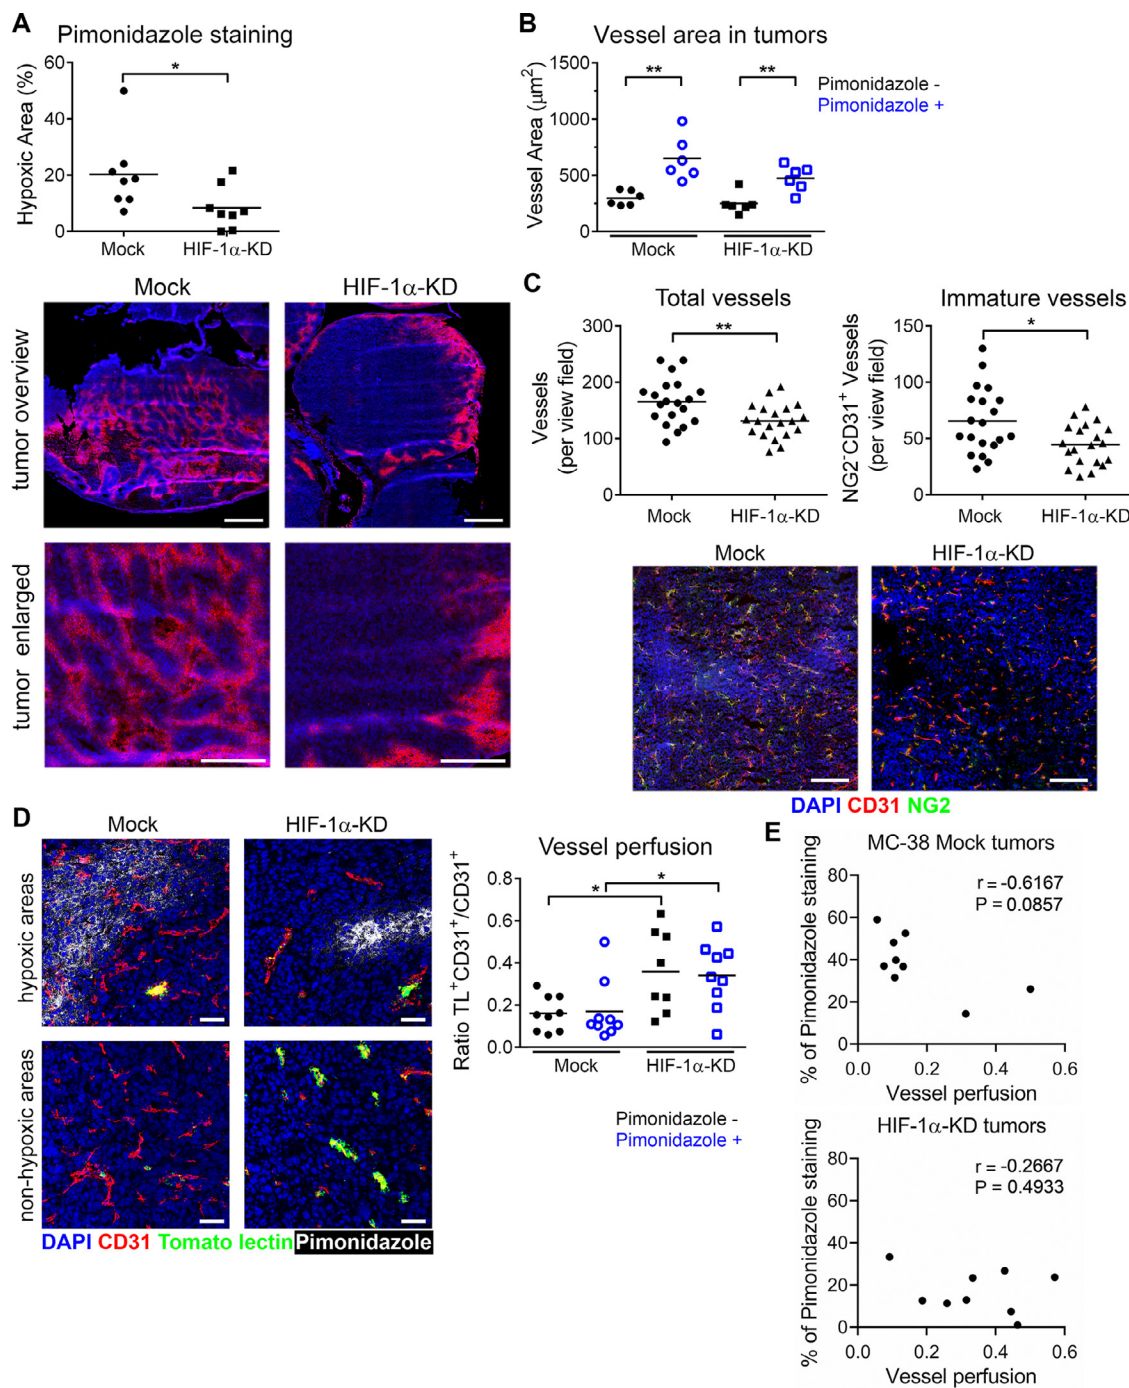 A
Pimonidazole staining
Hypoxic Area (%)
60
40
20
0
*
Mock
HIF-1α-KD
Mock
HIF-1α-KD
tumor overview
tumor enlarged
B
Vessel area in tumors
Vessel Area (μm²)
1500
1000
500
0
**
**
Pimonidazole -
Pimonidazole +
Mock
HIF-1α-KD
C
Total vessels
Vessels
(per view field)
300
200
100
0
**
Mock
HIF-1α-KD
Immature vessels
NG2⁻CD31⁺ Vessels
(per view field)
150
100
50
0
*
Mock
HIF-1α-KD
Mock
HIF-1α-KD
DAPI CD31 NG2
D
Mock
HIF-1α-KD
hypoxic areas
non-hypoxic areas
DAPI CD31 Tomato lectin Pimonidazole
Vessel perfusion
Ratio TL⁺CD31⁺/CD31⁺
0.8
0.6
0.4
0.2
0.0
*
*
Mock
HIF-1α-KD
Pimonidazole -
Pimonidazole +
E
MC-38 Mock tumors
% of Pimonidazole staining
80
60
40
20
0
r = -0.6167
P = 0.0857
0.0
0.2
0.4
0.6
Vessel perfusion
HIF-1α-KD tumors
% of Pimonidazole staining
80
60
40
20
0
r = -0.2667
P = 0.4933
0.0
0.2
0.4
0.6
Vessel perfusion